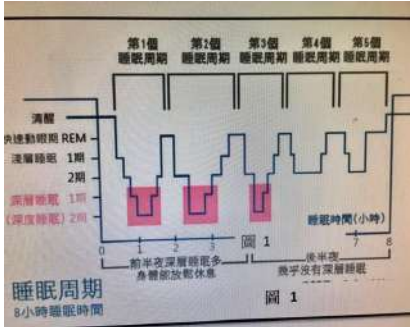 第1個 第2個 第3個 第4個 第5個
睡眠周期 睡眠周期 睡眠周期 睡眠周期 睡眠周期
清醒
快速動眼期 REM
淺層睡眠 1期
2期
深層睡眠 1期
(深度睡眠) 2期
睡眠時間(小時)
0 1 2 3 圖 1 7 8
前半夜深層睡眠多 後半夜
身體能放鬆休息 幾乎沒有深層睡眠
睡眠周期
8小時睡眠時間
圖 1